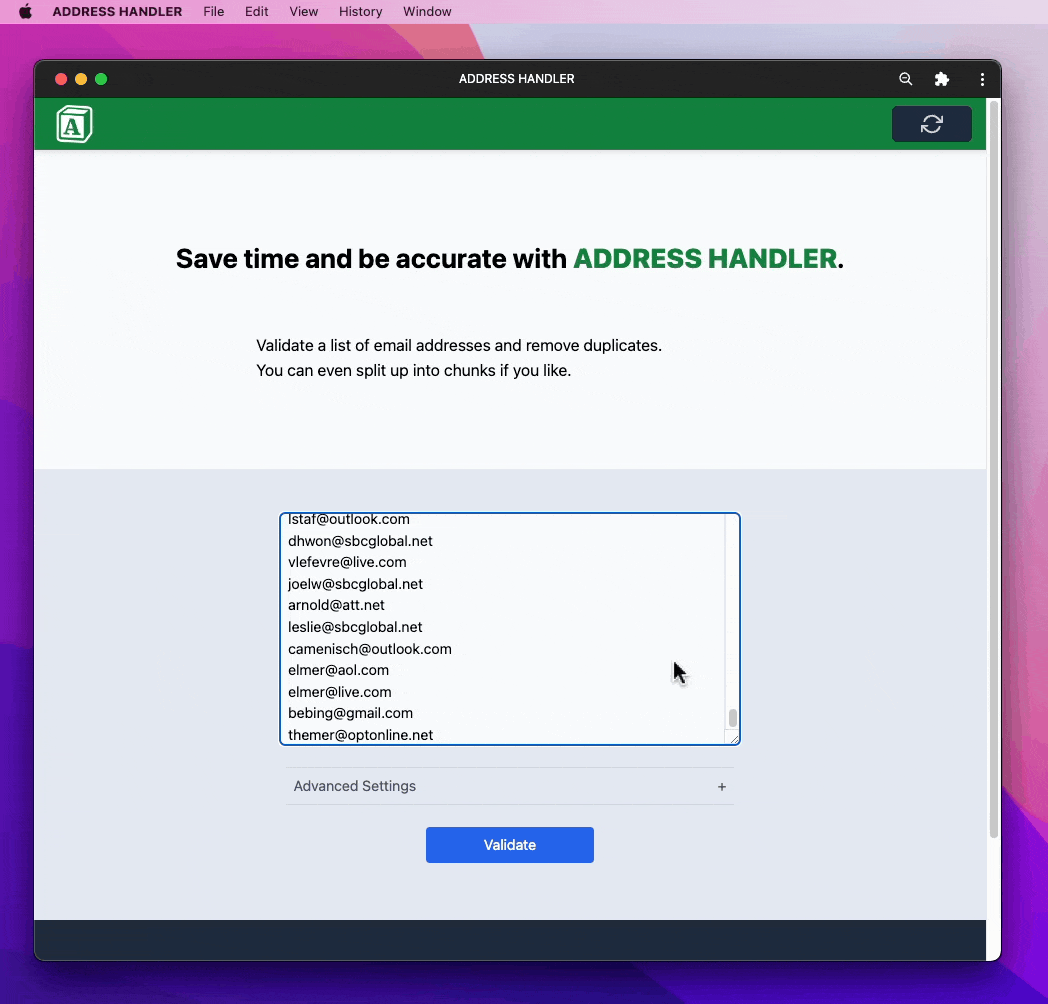 ADDRESS HANDLER File Edit View History Window
ADDRESS HANDLER
A
Save time and be accurate with ADDRESS HANDLER.
Validate a list of email addresses and remove duplicates.
You can even split up into chunks if you like.
lstaf@outlook.com
dhwon@sbcglobal.net
vlefevre@live.com
joelw@sbcglobal.net
arnold@att.net
leslie@sbcglobal.net
camenisch@outlook.com
elmer@aol.com
elmer@live.com
bebing@gmail.com
themer@optonline.net
Advanced Settings +
Validate